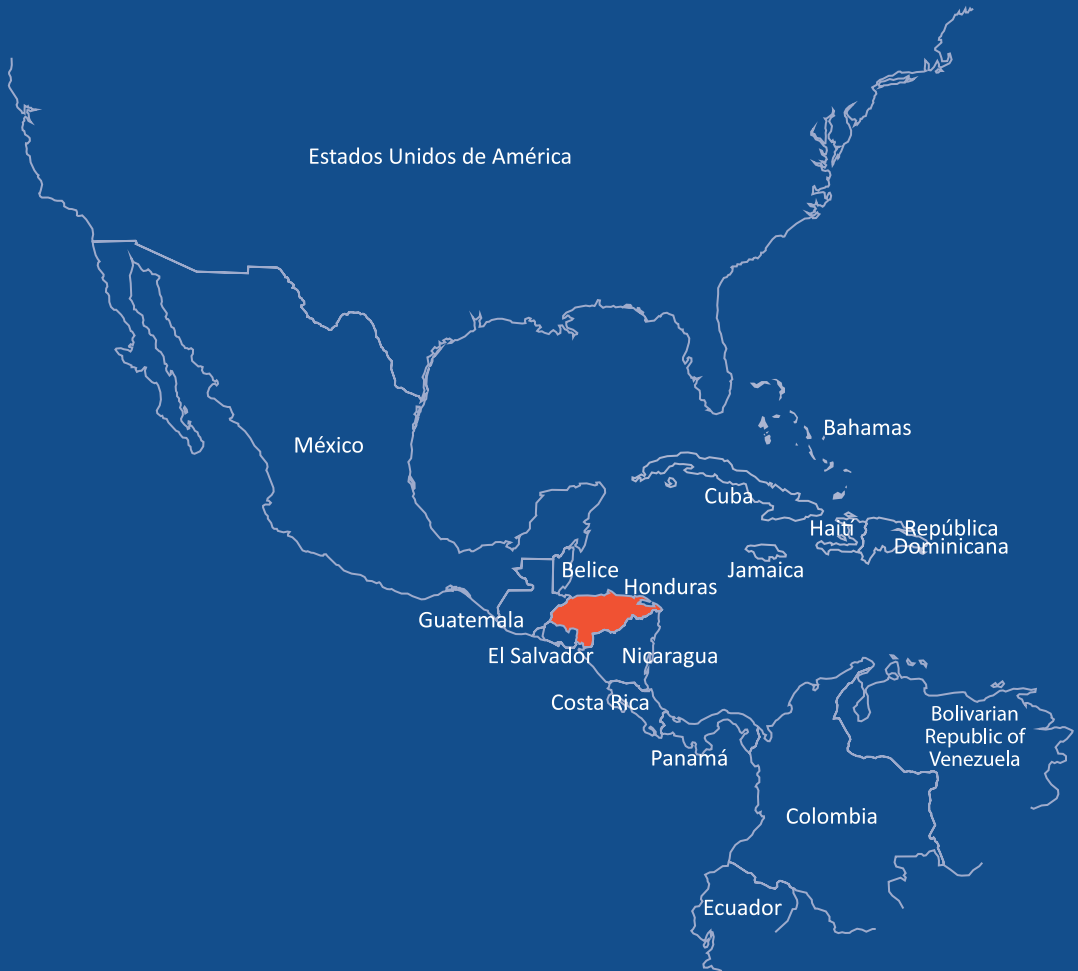 Estados Unidos de América
Bahamas
México
Cuba
Haití
Repúblíca
Dominicana
Belice
Jamaica
Honduras
Guatemala
El Salvador
Nicaragua
Costa Rica
Bolivarian
Republic of
Venezuela
Panamá
Colombia
Ecuador